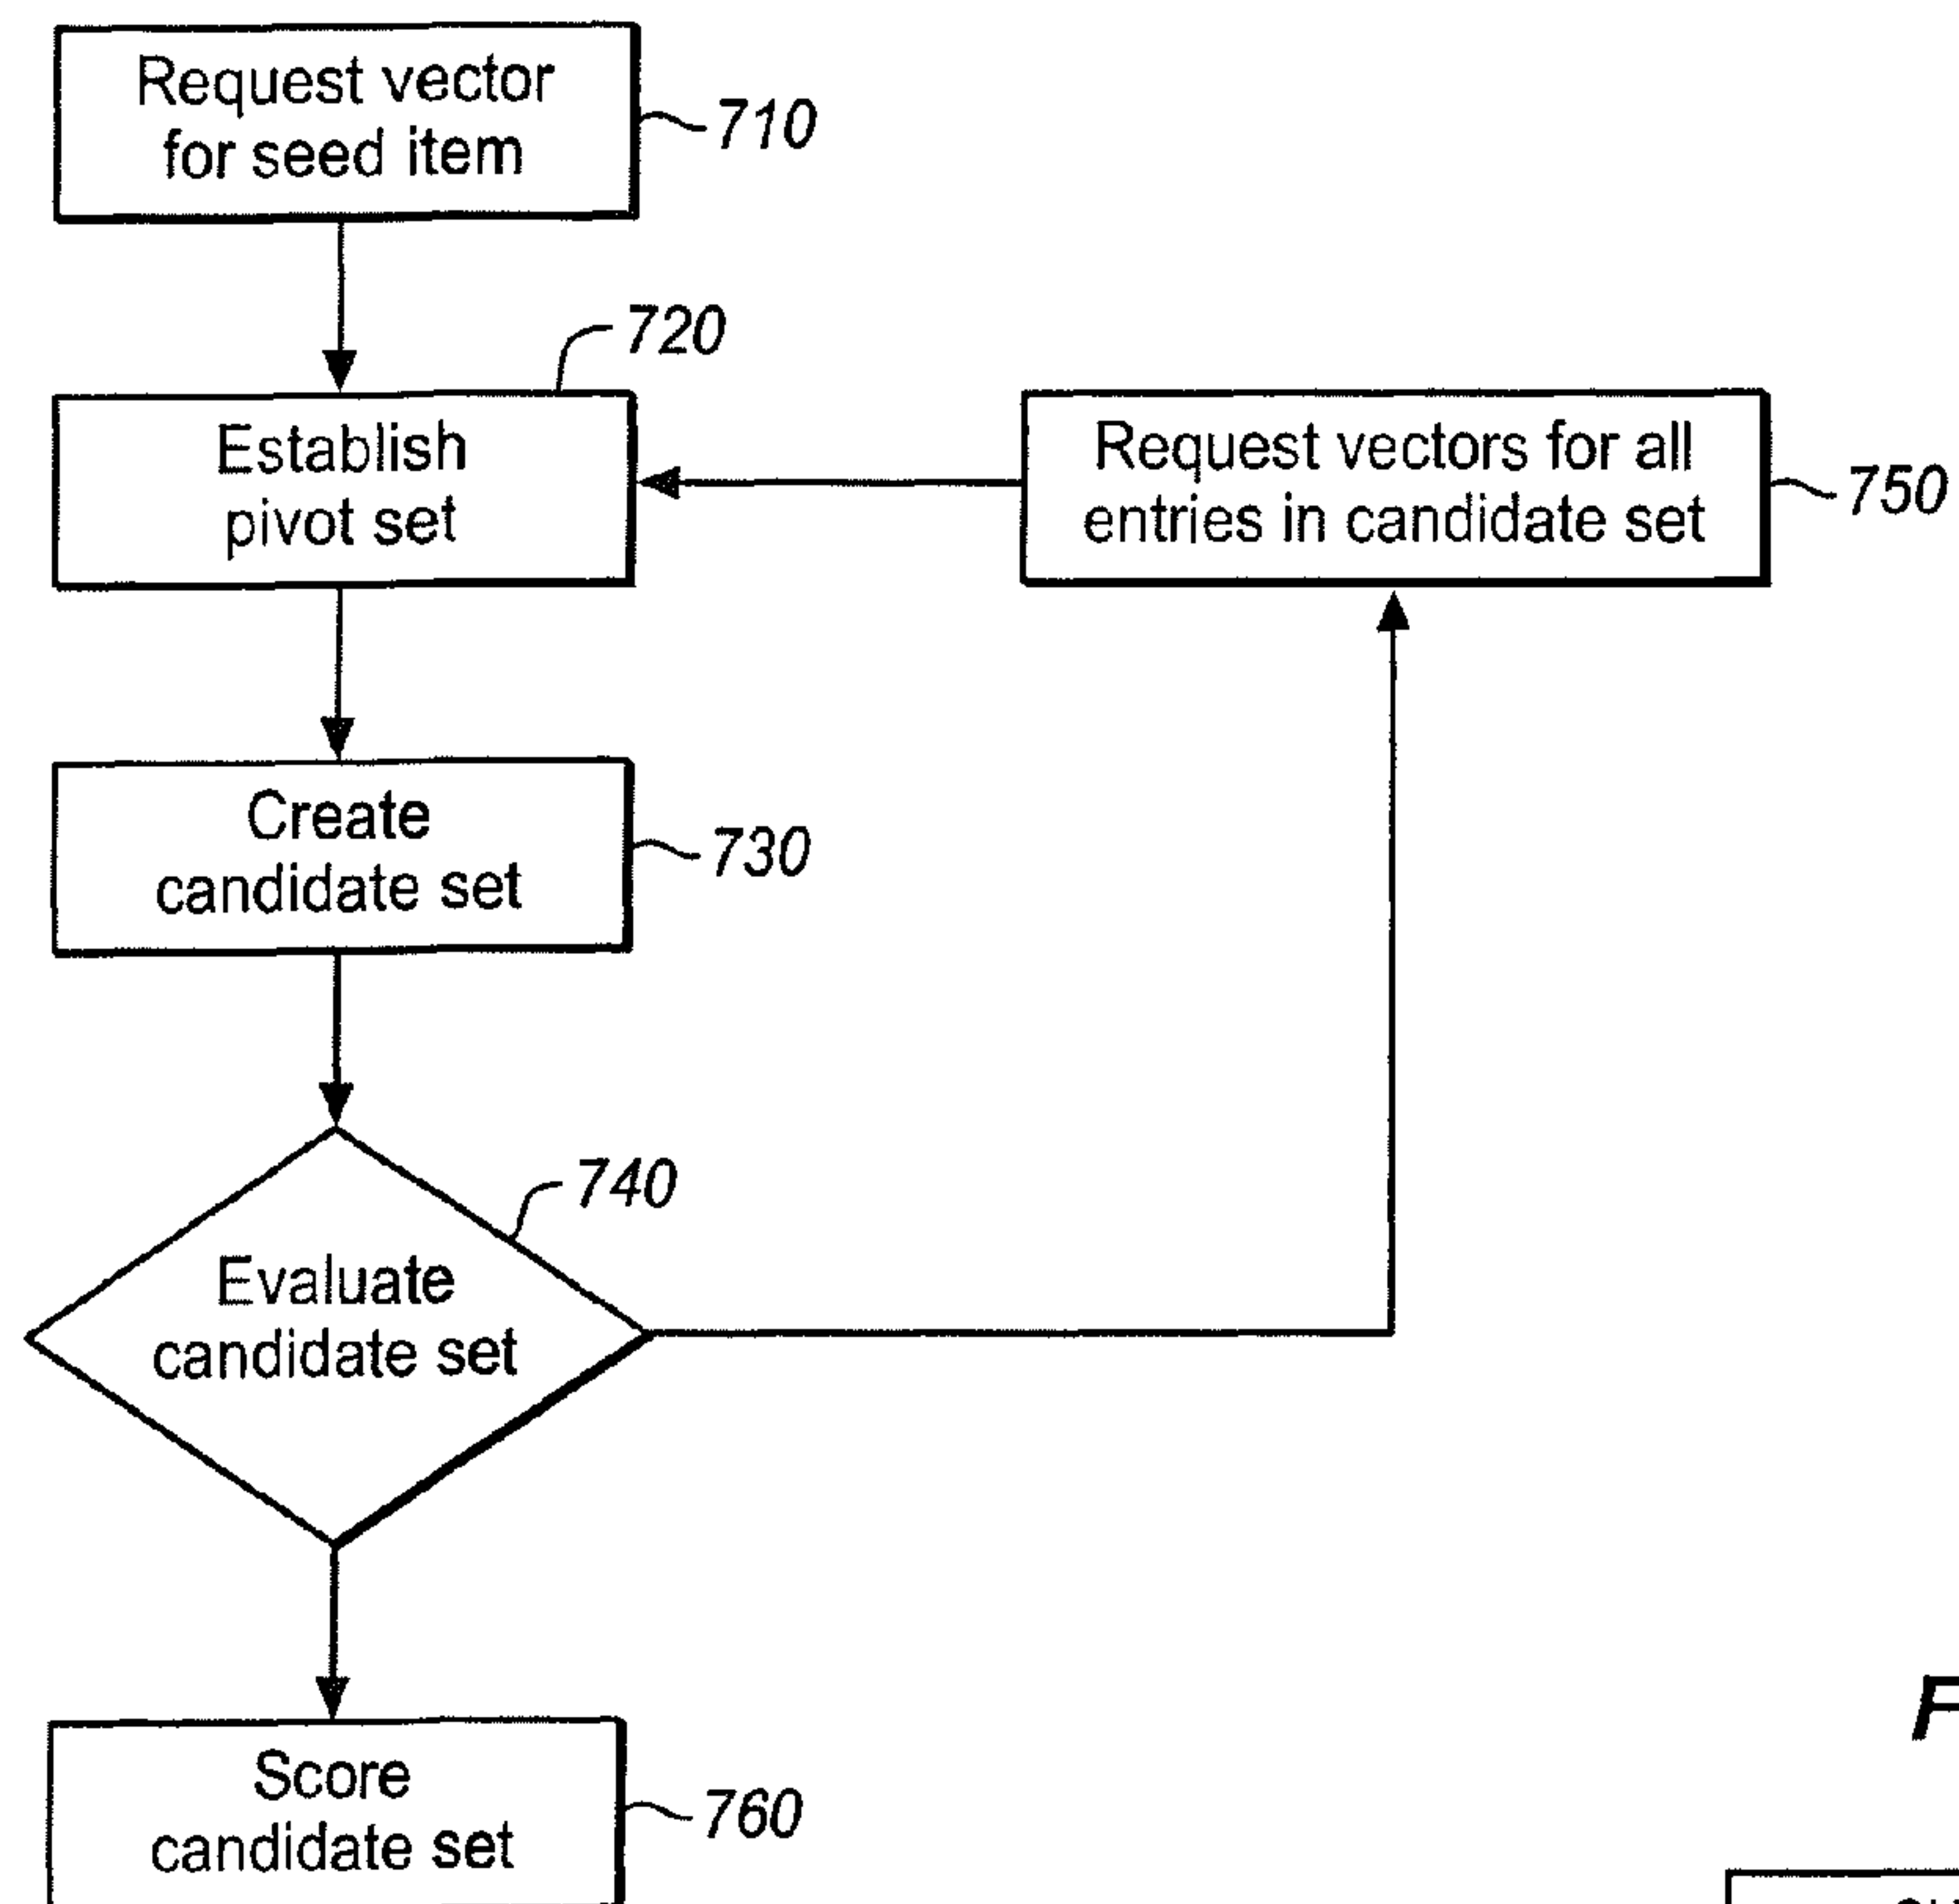 Request vector
for seed item
710
720
Establish
pivot set
Request vectors for all
entries in candidate set
750
Create
candidate set
730
740
Evaluate
candidate set
Score
candidate set
760
F